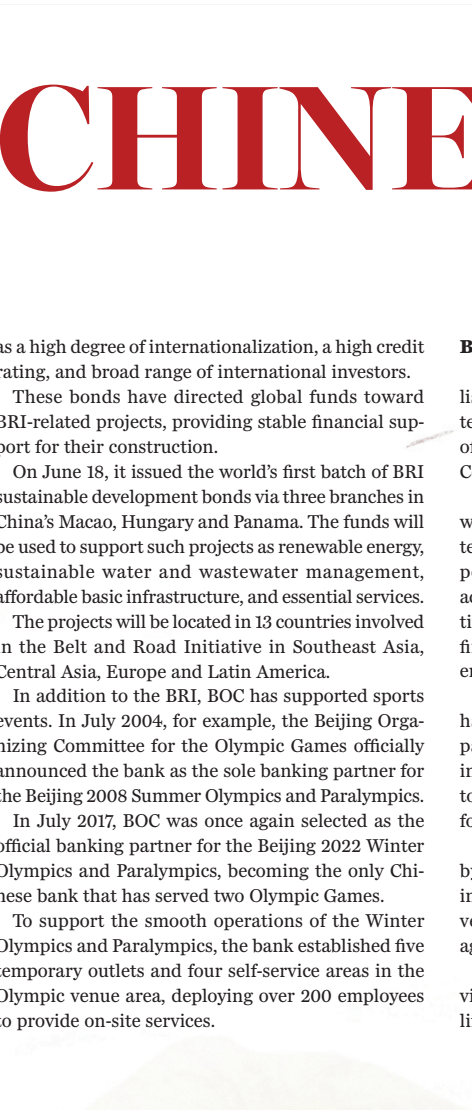 CHINE
as a high degree of internationalization, a high credit
rating, and broad range of international investors.
These bonds have directed global funds toward
BRI-related projects, providing stable financial sup-
port for their construction.
On June 18, it issued the world's first batch of BRI
sustainable development bonds via three branches in
China's Macao, Hungary and Panama. The funds will
be used to support such projects as renewable energy,
sustainable water and wastewater management,
affordable basic infrastructure, and essential services.
The projects will be located in 13 countries involved
in the Belt and Road Initiative in Southeast Asia,
Central Asia, Europe and Latin America.
In addition to the BRI, BOC has supported sports
events. In July 2004, for example, the Beijing Orga-
nizing Committee for the Olympic Games officially
announced the bank as the sole banking partner for
the Beijing 2008 Summer Olympics and Paralympics.
In July 2017, BOC was once again selected as the
official banking partner for the Beijing 2022 Winter
Olympics and Paralympics, becoming the only Chi-
nese bank that has served two Olympic Games.
To support the smooth operations of the Winter
Olympics and Paralympics, the bank established five
temporary outlets and four self-service areas in the
Olympic venue area, deploying over 200 employees
to provide on-site services.